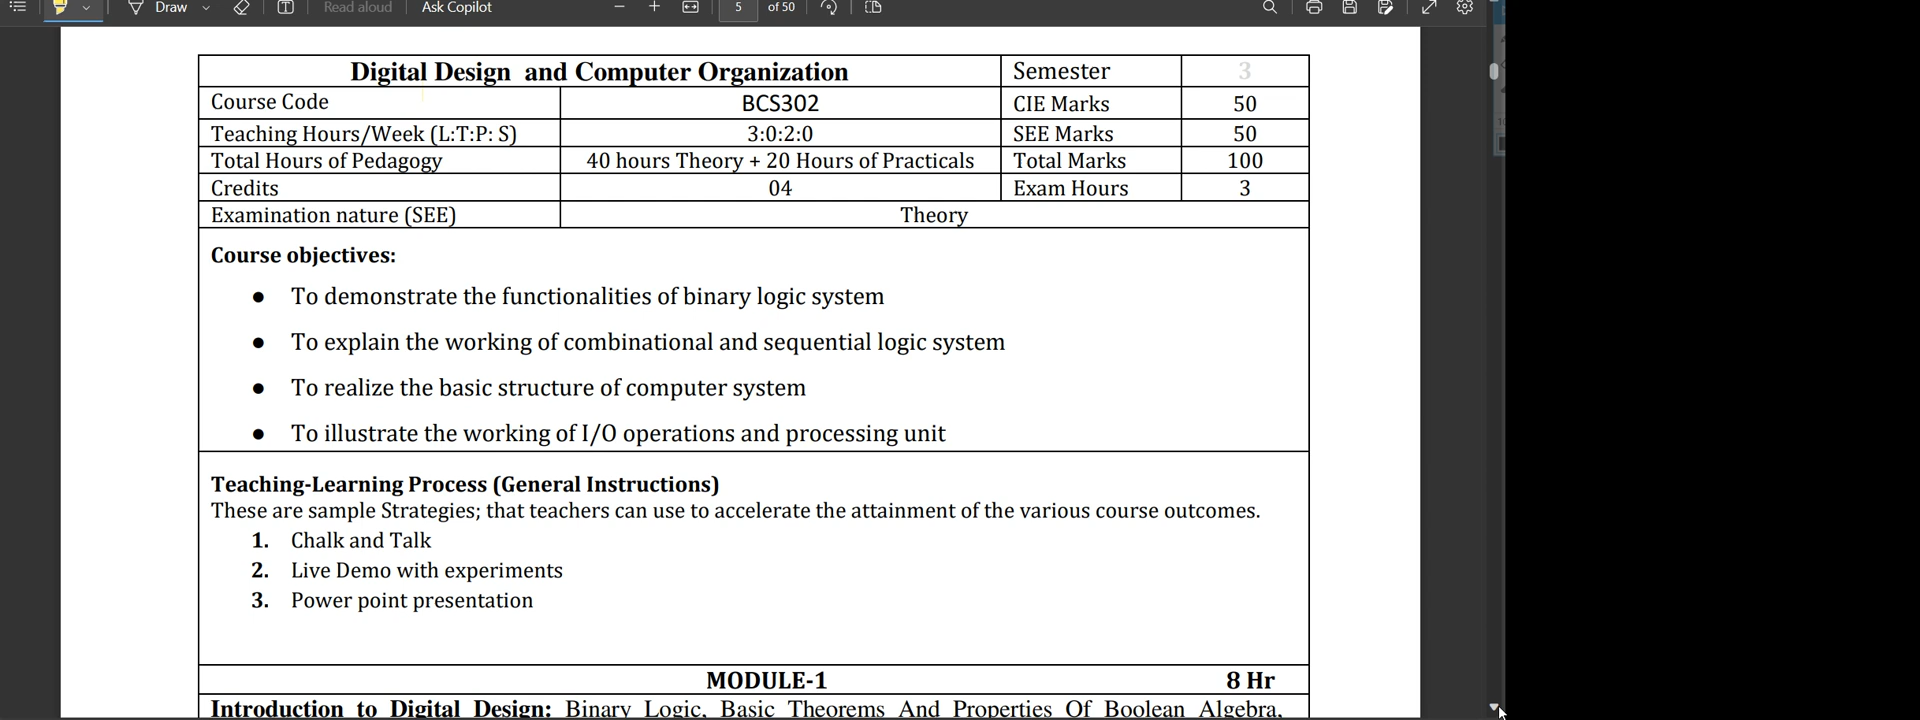 Draw Read aloud Ask Copilot 5 of 50
Digital Design and Computer Organization Semester 3
Course Code BCS302 CIE Marks 50
Teaching Hours/Week (L:T:P: S) 3:0:2:0 SEE Marks 50
Total Hours of Pedagogy 40 hours Theory + 20 Hours of Practicals Total Marks 100
Credits 04 Exam Hours 3
Examination nature (SEE) Theory
Course objectives:
● To demonstrate the functionalities of binary logic system
● To explain the working of combinational and sequential logic system
● To realize the basic structure of computer system
● To illustrate the working of I/O operations and processing unit
Teaching-Learning Process (General Instructions)
These are sample Strategies; that teachers can use to accelerate the attainment of the various course outcomes.
1. Chalk and Talk
2. Live Demo with experiments
3. Power point presentation
MODULE-1 8 Hr
Introduction to Digital Design: Binary Logic, Basic Theorems And Properties Of Boolean Algebra,